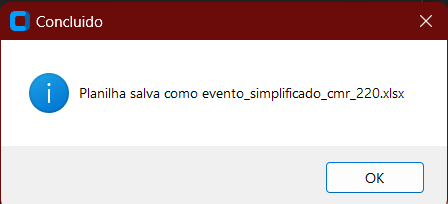 Concluido
Planilha salva como evento_simplificado_cmr_220.xlsx
OK